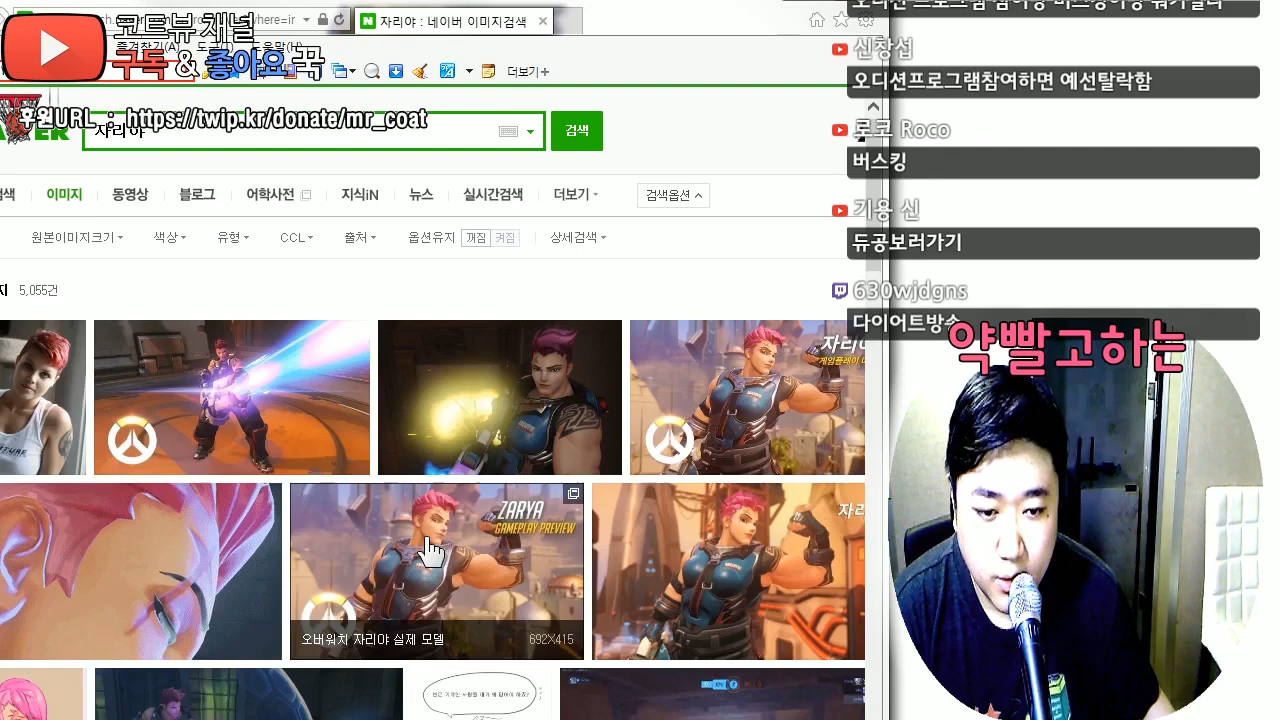 코트뷰 채널
구독 & 좋아요 꾹
자리야 : 네이버 이미지검색
즐겨찾기(A) 도구(T) 도움말(H)
더보기
후원URL : https://twip.kr/donate/mr_coat
자리야
검색
이미지 동영상 블로그 어학사전 지식iN 뉴스 실시간검색 더보기 검색옵션
원본이미지크기 색상 유형 CCL 출처 옵션유지 꺼짐 켜짐 상세검색
5,055건
자리야
ZARYA
GAMEPLAY PREVIEW
오버워치 자리야 실제 모델 692X415
신창섭
오디션프로그램참여하면 예선탈락함
로코 Roco
버스킹
기용 신
듀공보러가기
630wjdgns
다이어트방송
약빨고하는